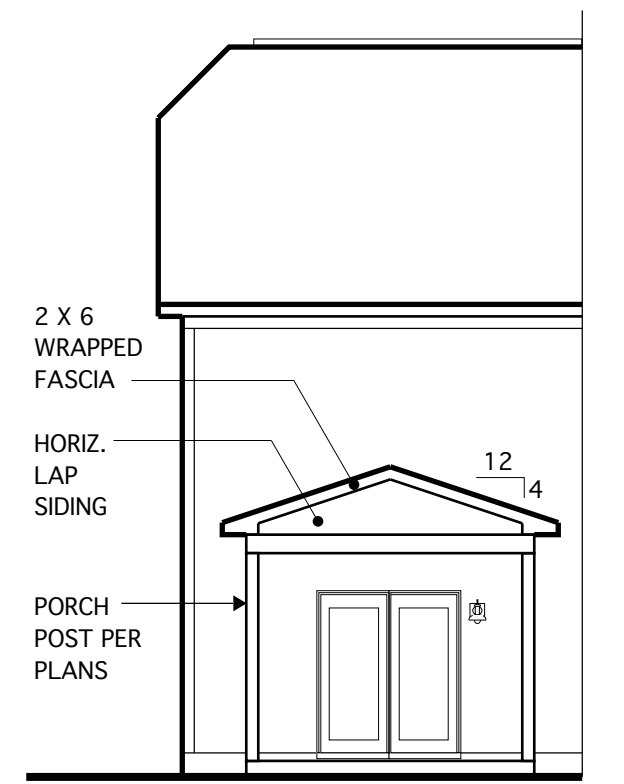 2 X 6
WRAPPED
FASCIA
HORIZ.
LAP
SIDING
12
4
PORCH
POST PER
PLANS